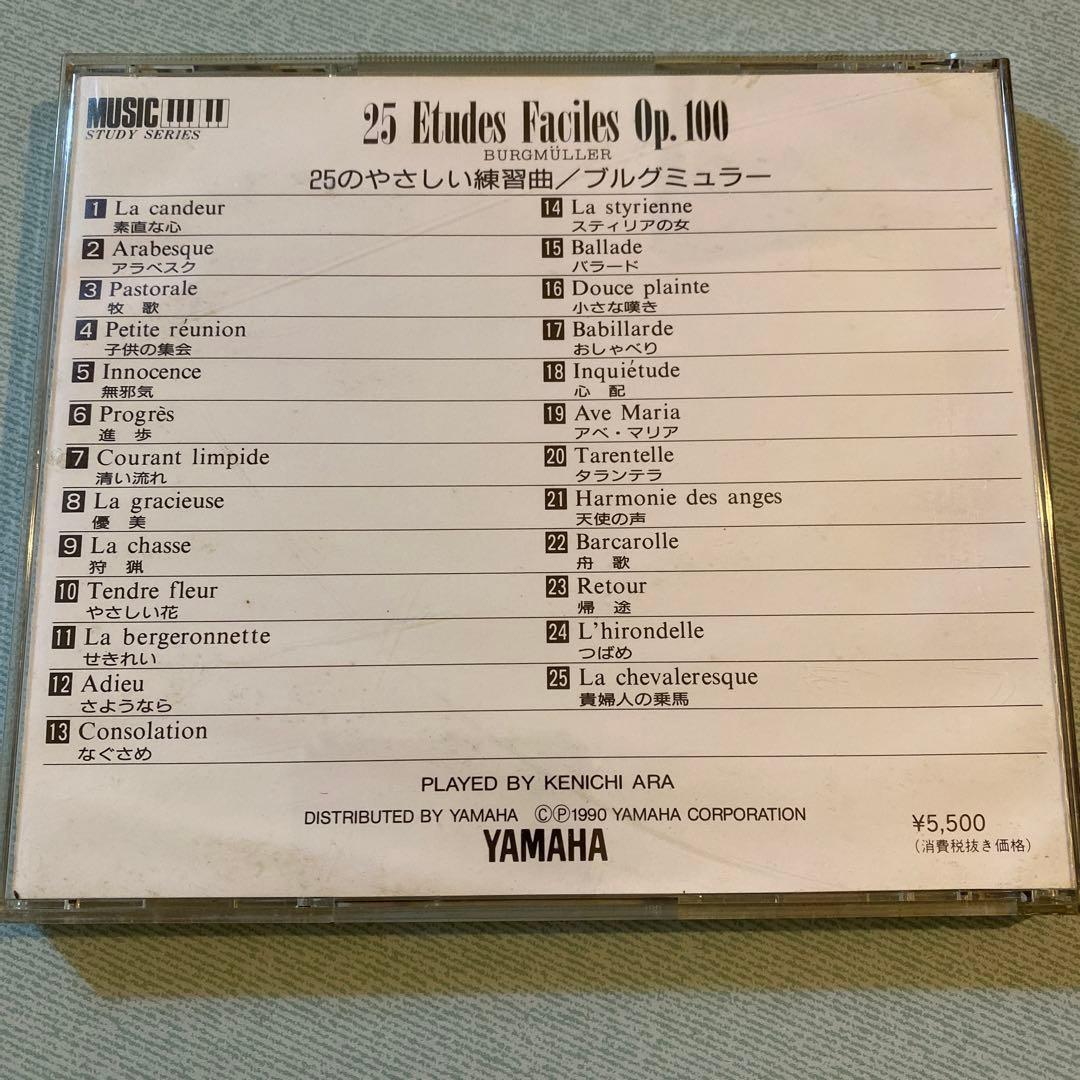 MUSIC
STUDY SERIES
25 Etudes Faciles Op. 100
BURGMÜLLER
25のやさしい練習曲／ブルグミュラー
1 La candeur
素直な心
2 Arabesque
アラベスク
3 Pastorale
牧 歌
4 Petite réunion
子供の集会
5 Innocence
無邪気
6 Progrès
進 歩
7 Courant limpide
清い流れ
8 La gracieuse
優 美
9 La chasse
狩 猟
10 Tendre fleur
やさしい花
11 La bergeronnette
せきれい
12 Adieu
さようなら
13 Consolation
なぐさめ
14 La styrienne
スティリアの女
15 Ballade
バラード
16 Douce plainte
小さな嘆き
17 Babillarde
おしゃべり
18 Inquiétude
心 配
19 Ave Maria
アベ・マリア
20 Tarentelle
タランテラ
21 Harmonie des anges
天使の声
22 Barcarolle
舟 歌
23 Retour
帰 途
24 L'hirondelle
つばめ
25 La chevaleresque
貴婦人の乗馬
PLAYED BY KENICHI ARA
DISTRIBUTED BY YAMAHA ⒸⓅ1990 YAMAHA CORPORATION
YAMAHA
¥5,500
(消費税抜き価格)